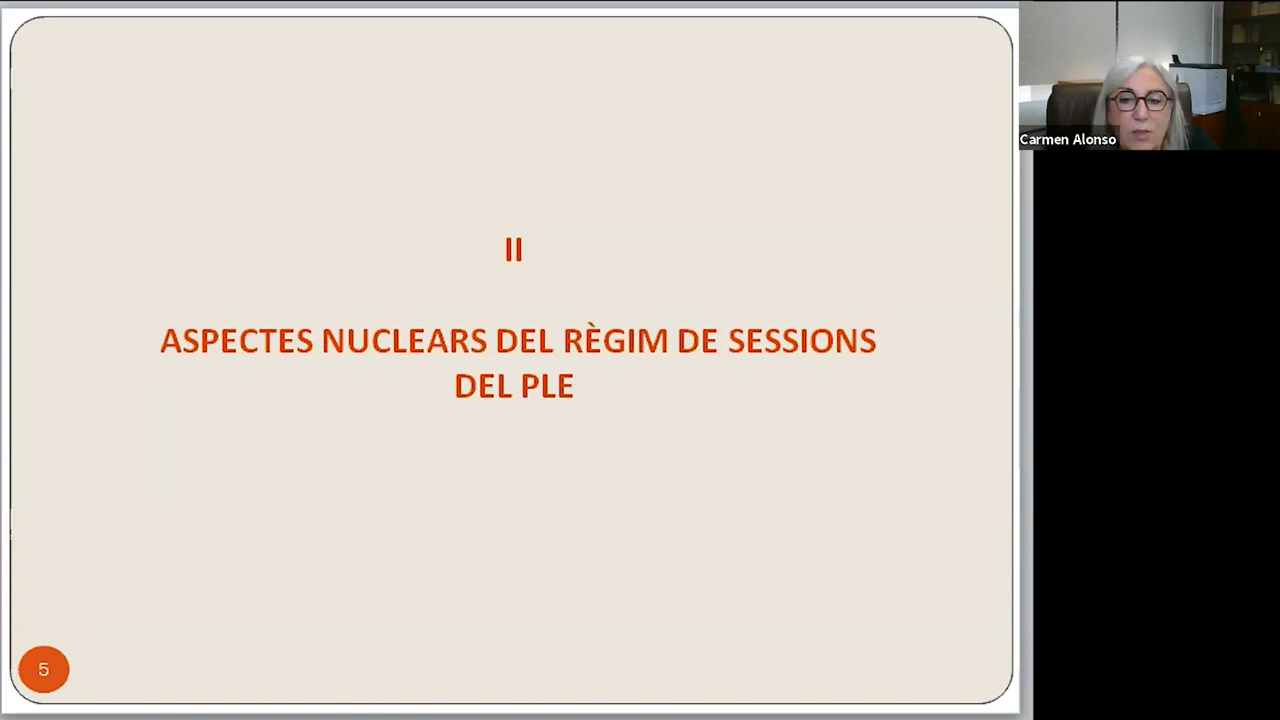 II
ASPECTES NUCLEARS DEL RÈGIM DE SESSIONS
DEL PLE
5
Carmen Alonso